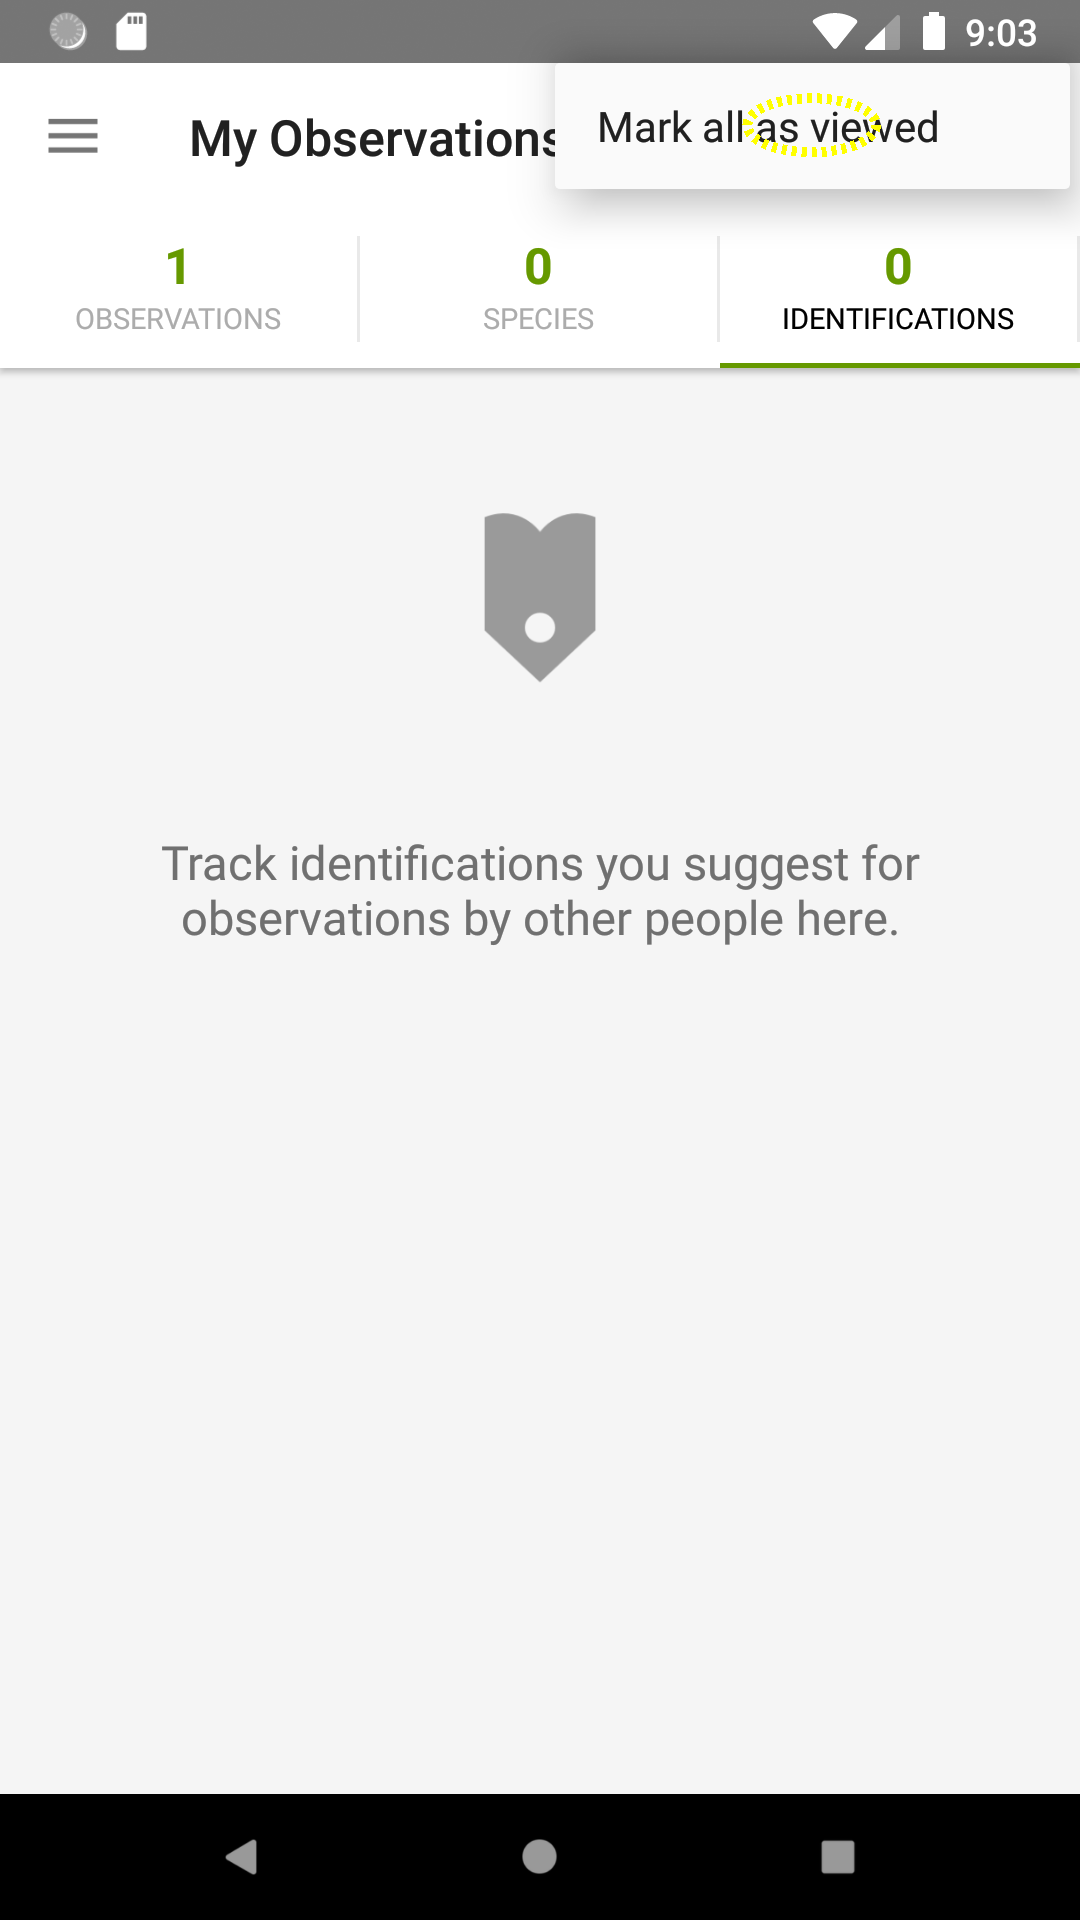 9:03
My Observations
Mark all as viewed
1
OBSERVATIONS
0
SPECIES
0
IDENTIFICATIONS
Track identifications you suggest for
observations by other people here.